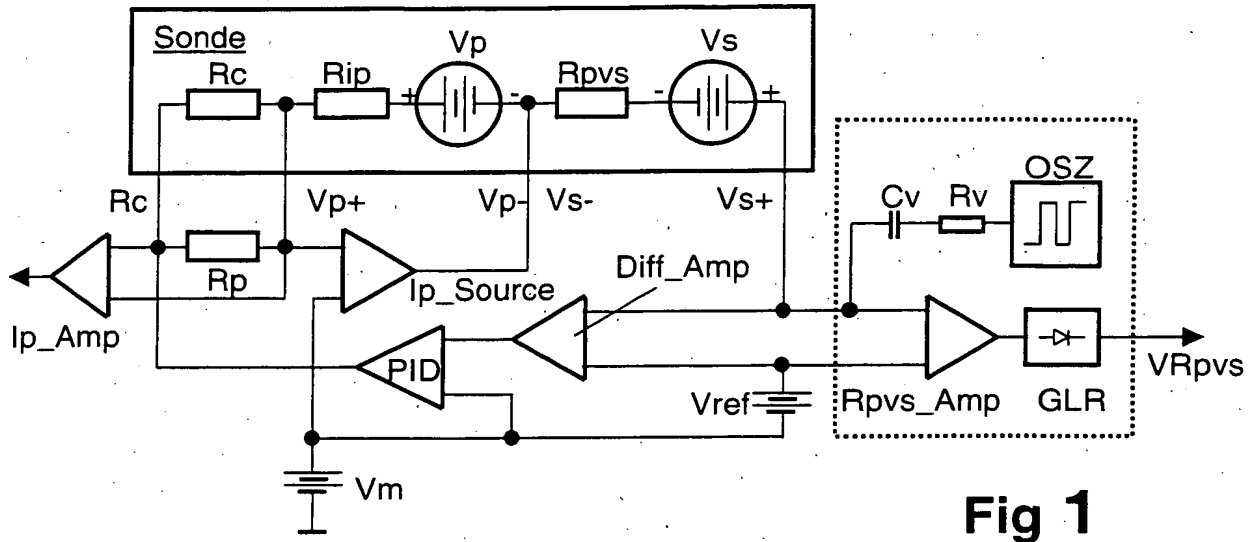 Sonde
Rc
Rip
Vp
Rpvs
Vs
+
-
-
+
Rc
Vp+
Vp-
Vs-
Vs+
OSZ
Cv
Rv
Rp
Ip_Amp
Ip_Source
Diff_Amp
PID
Vref
Rpvs_Amp
GLR
VRpvs
Vm
Fig 1